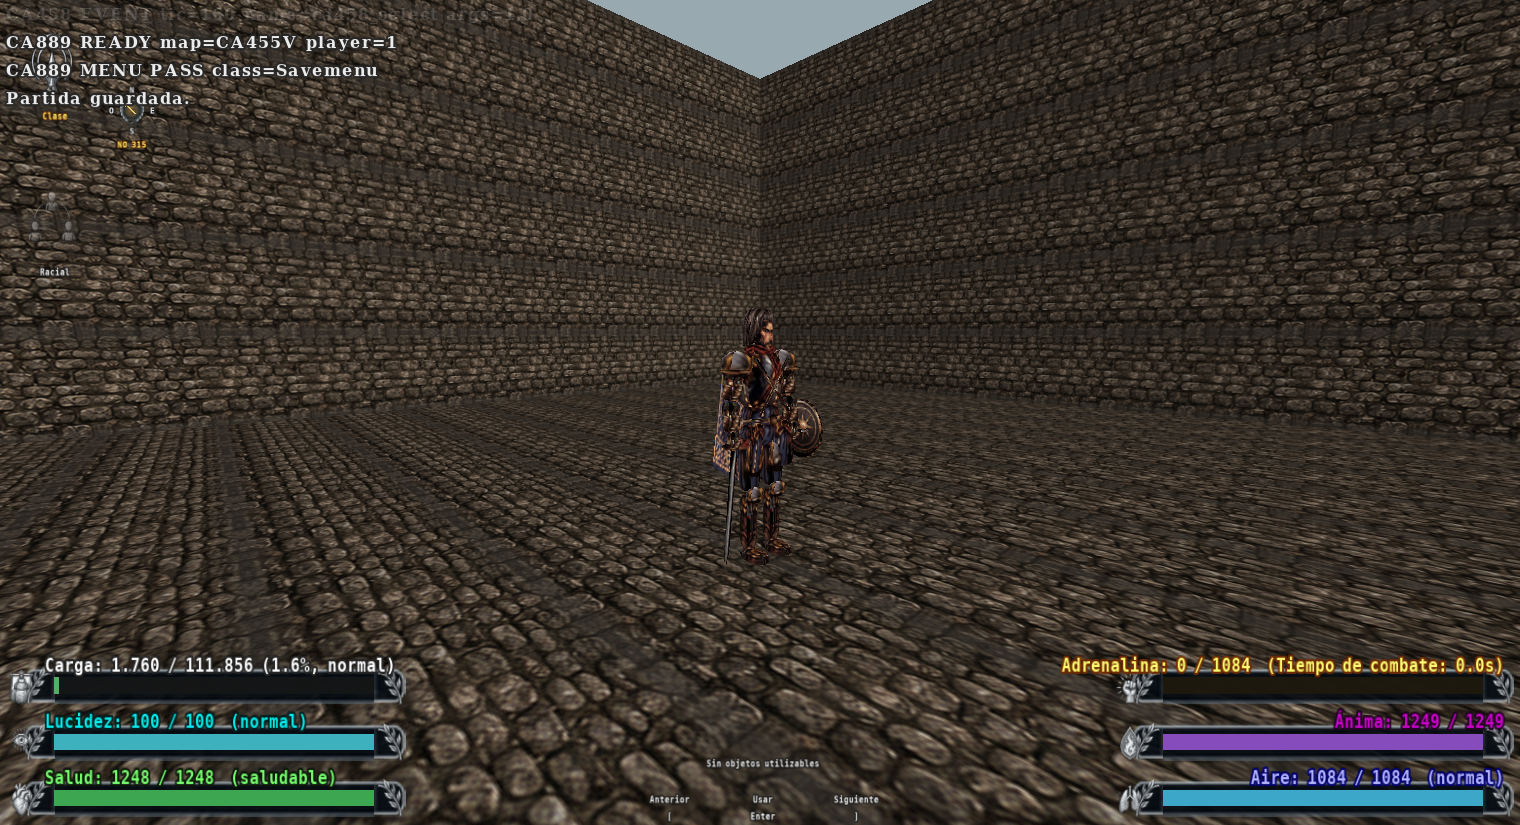 CA889 READY map=CA455V player=1
CA889 MENU PASS class=Savemenu
Partida guardada.
N
O E
S
Clase
NO 315
Racial
Carga: 1.760 / 111.856 (1.6%, normal)
Lucidez: 100 / 100 (normal)
Salud: 1248 / 1248 (saludable)
Adrenalina: 0 / 1084 (Tiempo de combate: 0.0s)
Ánima: 1249 / 1249
Aire: 1084 / 1084 (normal)
Sin objetos utilizables
Anterior Usar Siguiente
[ Enter ]